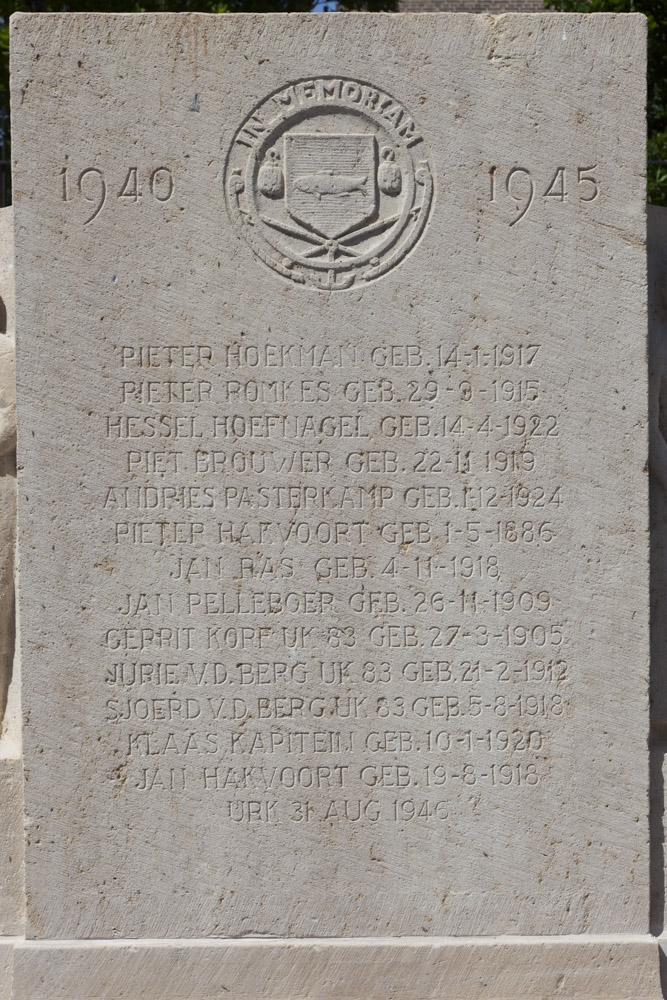 IN MEMORIAM
1940 1945
PIETER HOEKMAN GEB. 14-1-1917
PIETER ROMKES GEB. 29-9-1915
HESSEL HOEFNAGEL GEB. 14-4-1922
PIET BROUWER GEB. 22-11 1919
ANDRIES PASTERKAMP GEB. 1-12-1924
PIETER HAKVOORT GEB. 1-5-1886
JAN RAS GEB. 4-11-1918
JAN PELLEBOER GEB. 26-11-1909
GERRIT KORF UK 83 GEB. 27-3-1905
JURIE V.D. BERG UK 83 GEB. 21-2-1912
SJOERD V.D. BERG UK 83 GEB. 5-8-1918
KLAAS KAPITEIN GEB. 10-1-1920
JAN HAKVOORT GEB. 19-8-1918
URK 31 AUG 1946